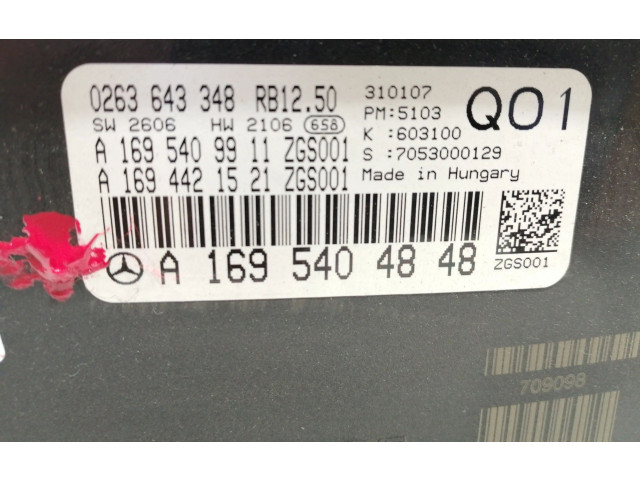 0263 643 348 RB12.50 310107
SW 2606 HW 2106 658 PM:5103 Q01
A 169 540 99 11 ZGS001 K :603100
A 169 442 15 21 ZGS001 S :7053000129
Made in Hungary
A 169 540 48 48 ZGS001
709098